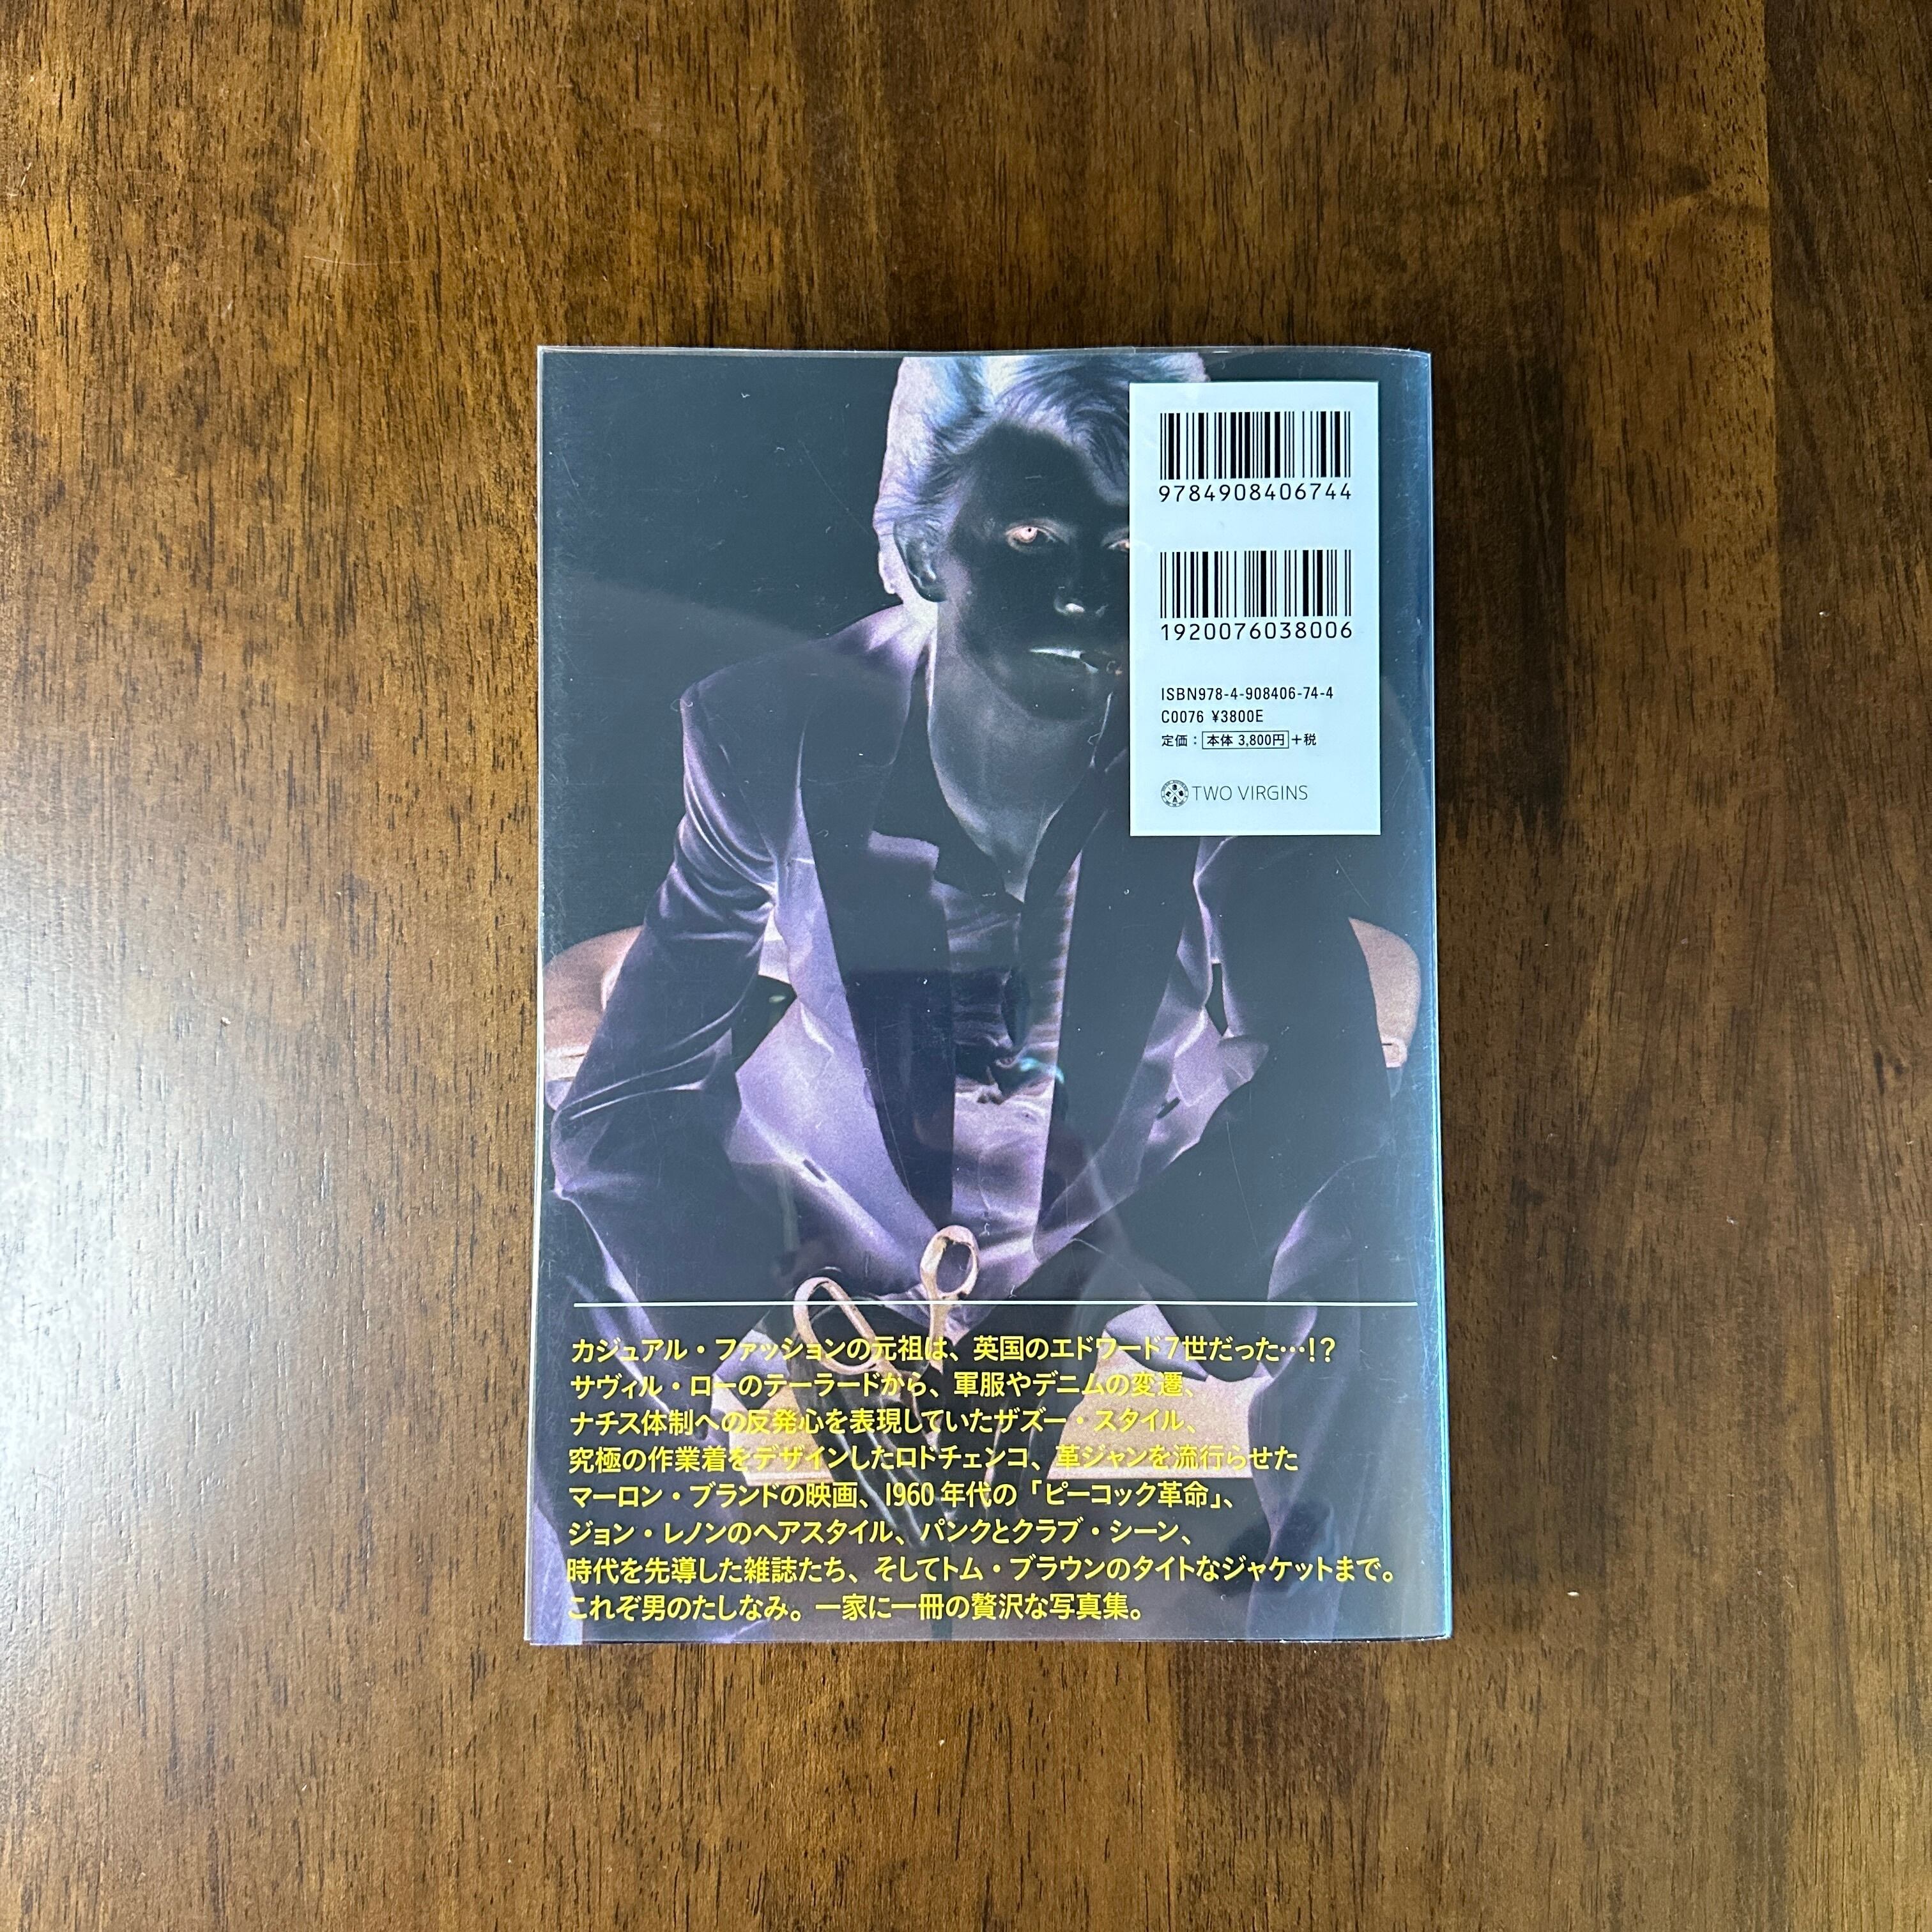 9784908406744
1920076038006
ISBN978-4-908406-74-4
C0076 ¥3800E
定価：本体 3,800円+税
TWO VIRGINS
カジュアル・ファッションの元祖は、英国のエドワード7世だった…!?
サヴィル・ローのテーラードから、軍服やデニムの変遷、
ナチス体制への反発心を表現していたザズー・スタイル、
究極の作業着をデザインしたロドチェンコ、革ジャンを流行らせた
マーロン・ブランドの映画、1960年代の「ピーコック革命」、
ジョン・レノンのヘアスタイル、パンクとクラブ・シーン、
時代を先導した雑誌たち、そしてトム・ブラウンのタイトなジャケットまで。
これぞ男のたしなみ。一家に一冊の贅沢な写真集。